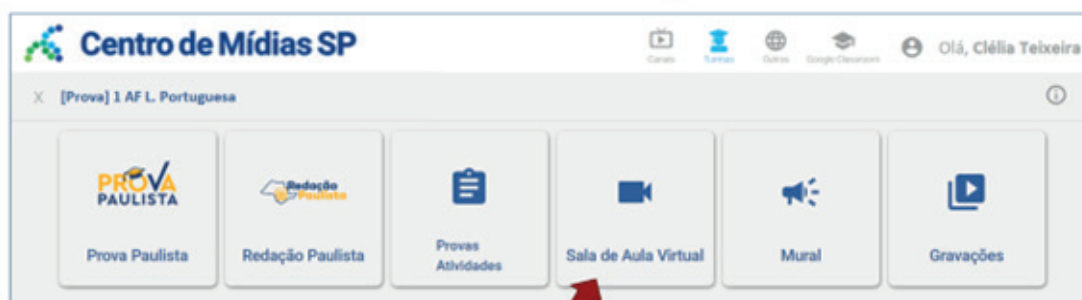 Centro de Mídias SP
Canais Turmas Outros Google Classroom
Olá, Clélia Teixeira
X [Prova] 1 AF L. Portuguesa
PROVA
PAULISTA
Redação
Paulista
Prova Paulista
Redação Paulista
Provas
Atividades
Sala de Aula Virtual
Mural
Gravações